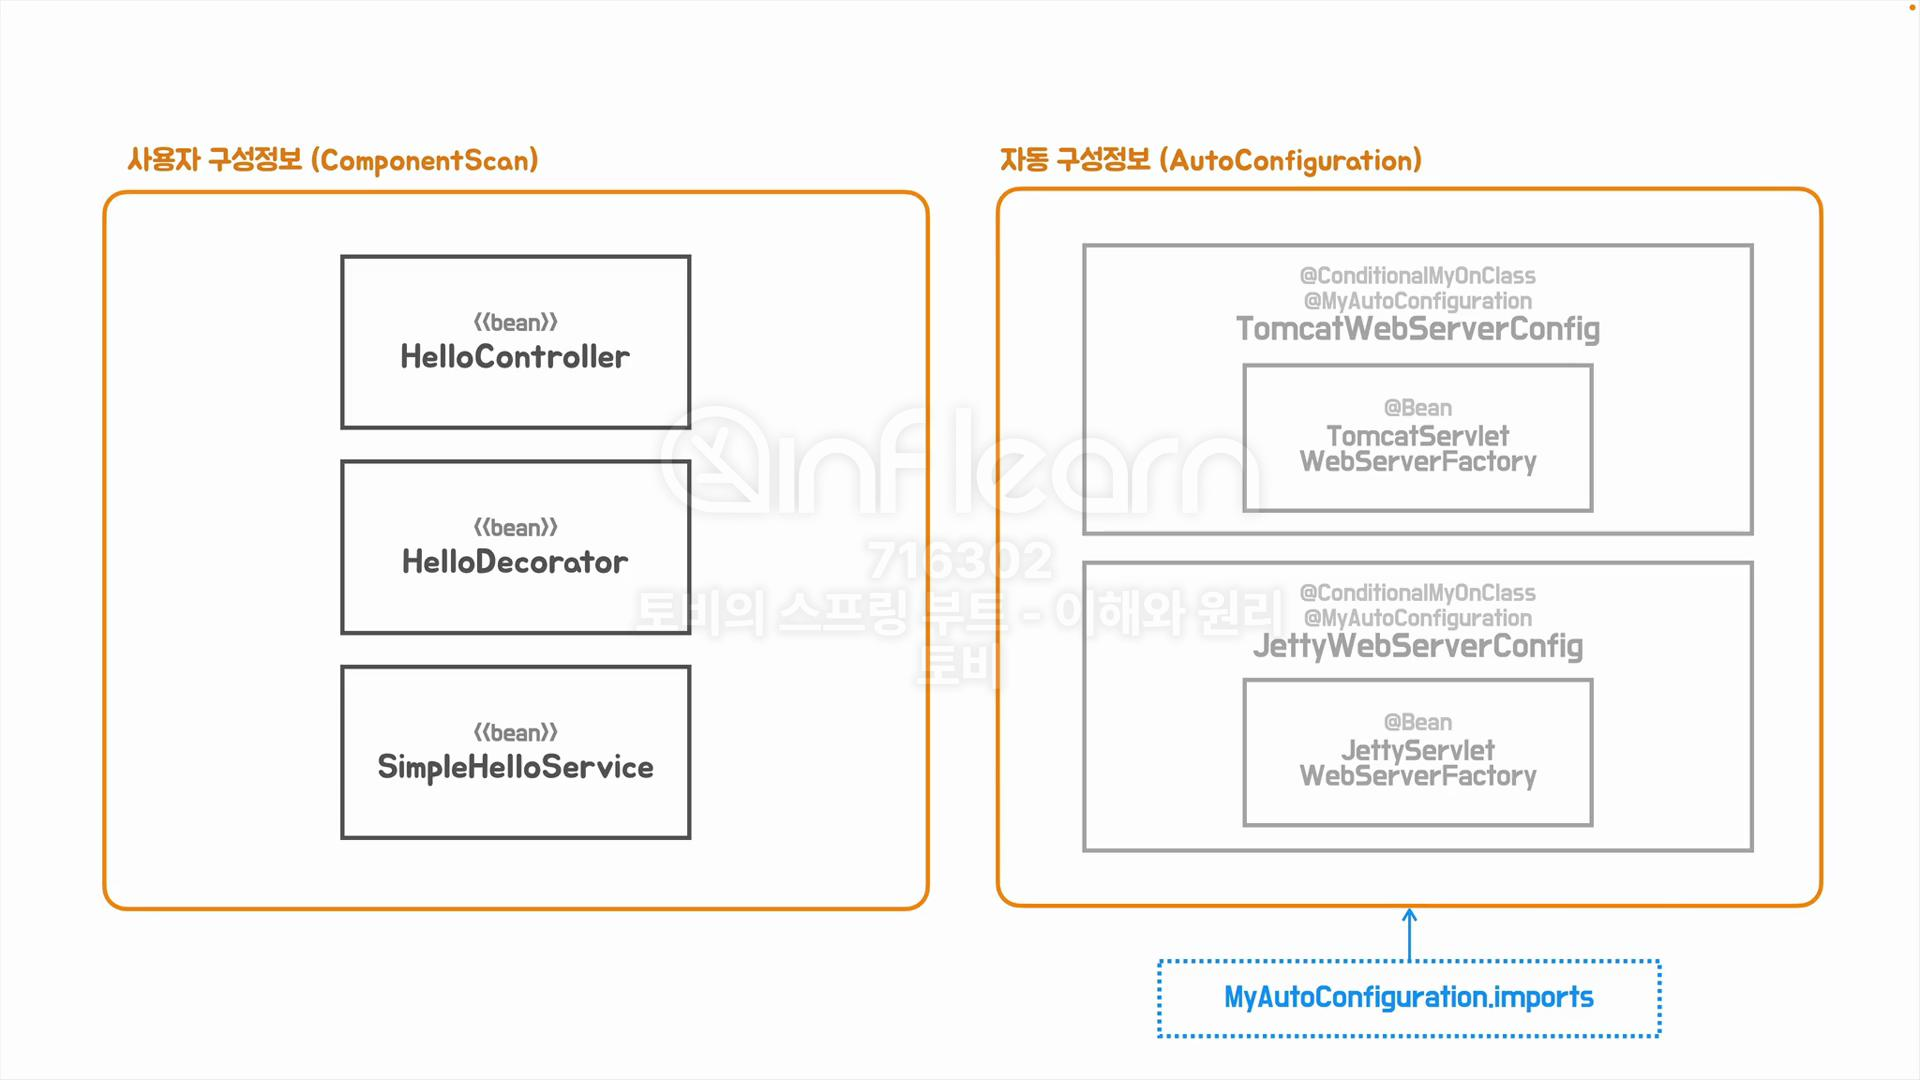 사용자 구성정보 (ComponentScan)
<<bean>>
HelloController
<<bean>>
HelloDecorator
<<bean>>
SimpleHelloService
자동 구성정보 (AutoConfiguration)
@ConditionalMyOnClass
@MyAutoConfiguration
TomcatWebServerConfig
@Bean
TomcatServlet
WebServerFactory
@ConditionalMyOnClass
@MyAutoConfiguration
JettyWebServerConfig
@Bean
JettyServlet
WebServerFactory
MyAutoConfiguration.imports
inflearn
716302
토비의 스프링 부트 - 이해와 원리
토비